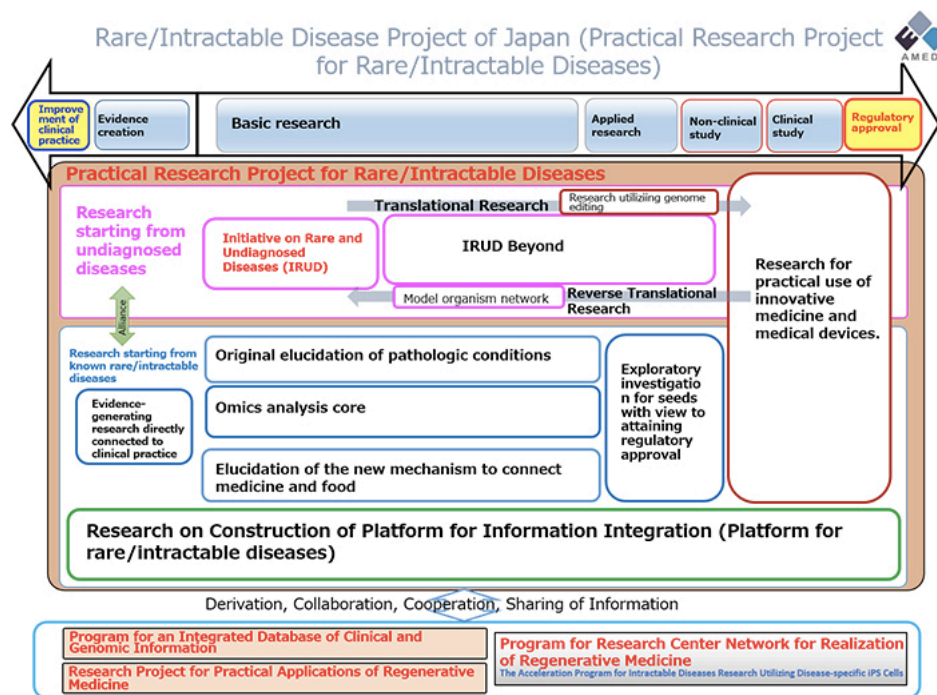 Rare/Intractable Disease Project of Japan (Practical Research Project
for Rare/Intractable Diseases)
AMED
Improve
ment of
clinical
practice
Evidence
creation
Basic research
Applied
research
Non-clinical
study
Clinical
study
Regulatory
approval
Practical Research Project for Rare/Intractable Diseases
Research
starting from
undiagnosed
diseases
Translational Research
Research utiliziing genome
editing
Initiative on Rare and
Undiagnosed
Diseases (IRUD)
IRUD Beyond
Model organism network
Reverse Translational
Research
Research for
practical use of
innovative
medicine and
medical devices.
Alliance
Research starting from
known rare/intractable
diseases
Evidence-
generating
research directly
connected to
clinical practice
Original elucidation of pathologic conditions
Omics analysis core
Elucidation of the new mechanism to connect
medicine and food
Exploratory
investigatio
n for seeds
with view to
attaining
regulatory
approval
Research on Construction of Platform for Information Integration (Platform for
rare/intractable diseases)
Derivation, Collaboration, Cooperation, Sharing of Information
Program for an Integrated Database of Clinical and
Genomic Information
Research Project for Practical Applications of Regenerative
Medicine
Program for Research Center Network for Realization
of Regenerative Medicine
The Acceleration Program for Intractable Diseases Research Utilizing Disease-specific iPS Cells